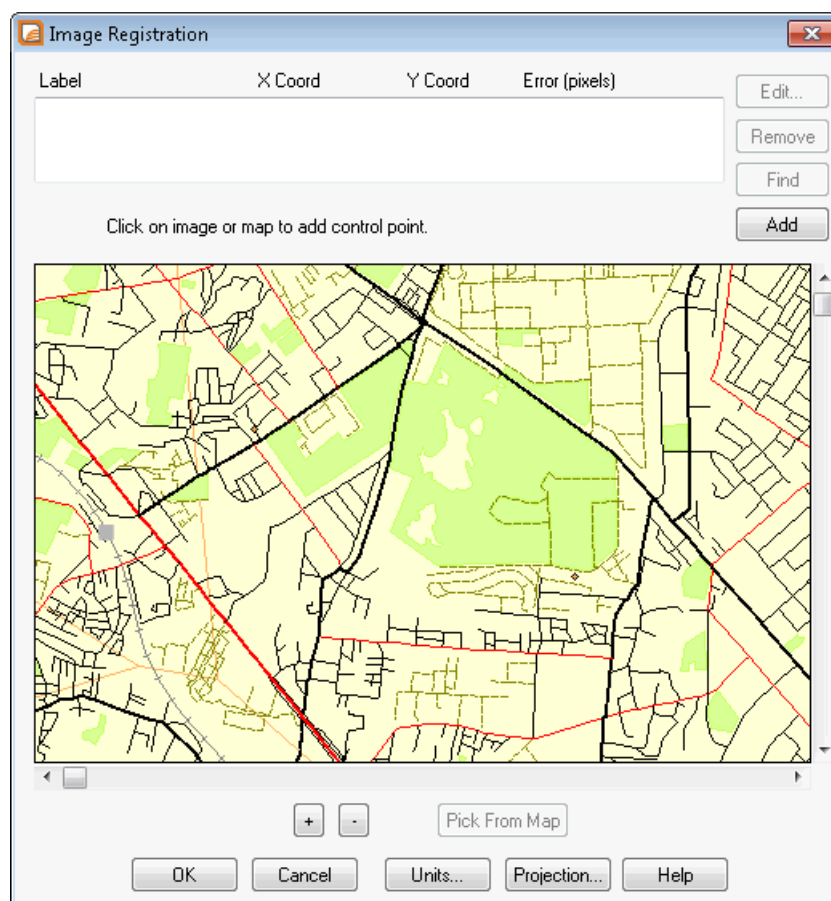 Image Registration
Label X Coord Y Coord Error (pixels)
Edit...
Remove
Find
Add
Click on image or map to add control point.
+ - Pick From Map
OK Cancel Units... Projection... Help